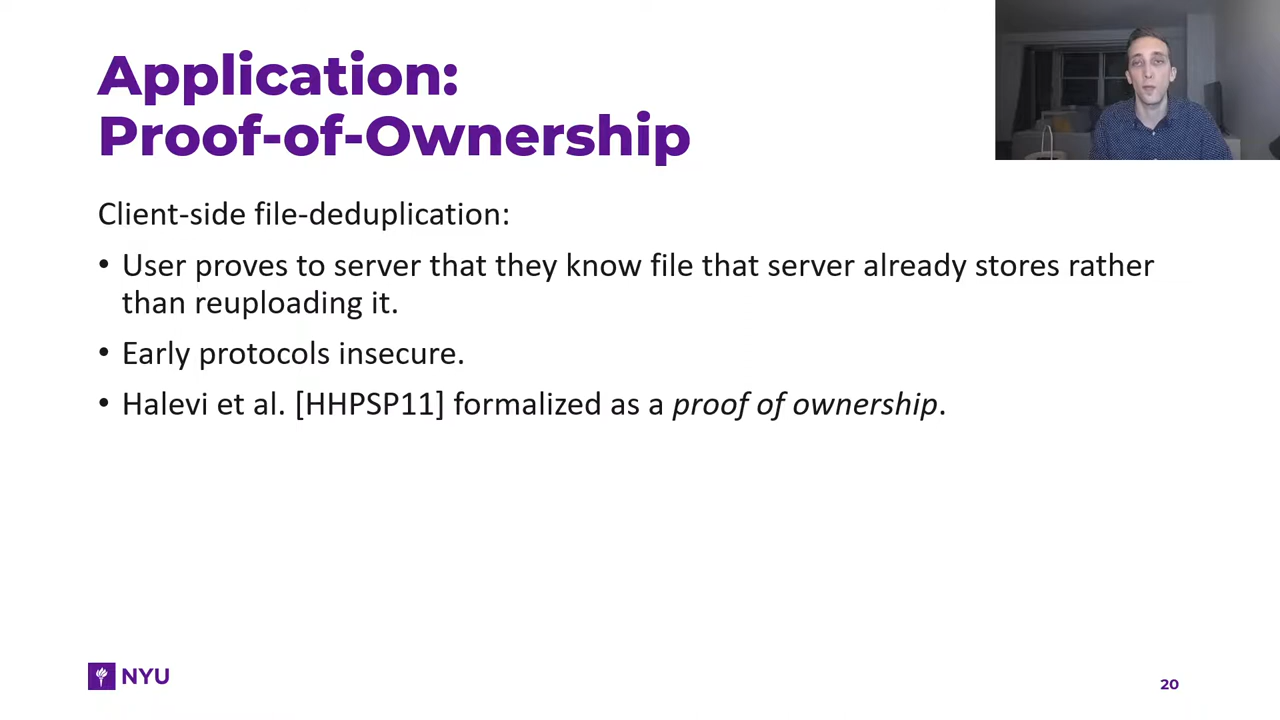 Application:
Proof-of-Ownership
Client-side file-deduplication:
• User proves to server that they know file that server already stores rather
than reuploading it.
• Early protocols insecure.
• Halevi et al. [HHPSP11] formalized as a proof of ownership.
NYU
20